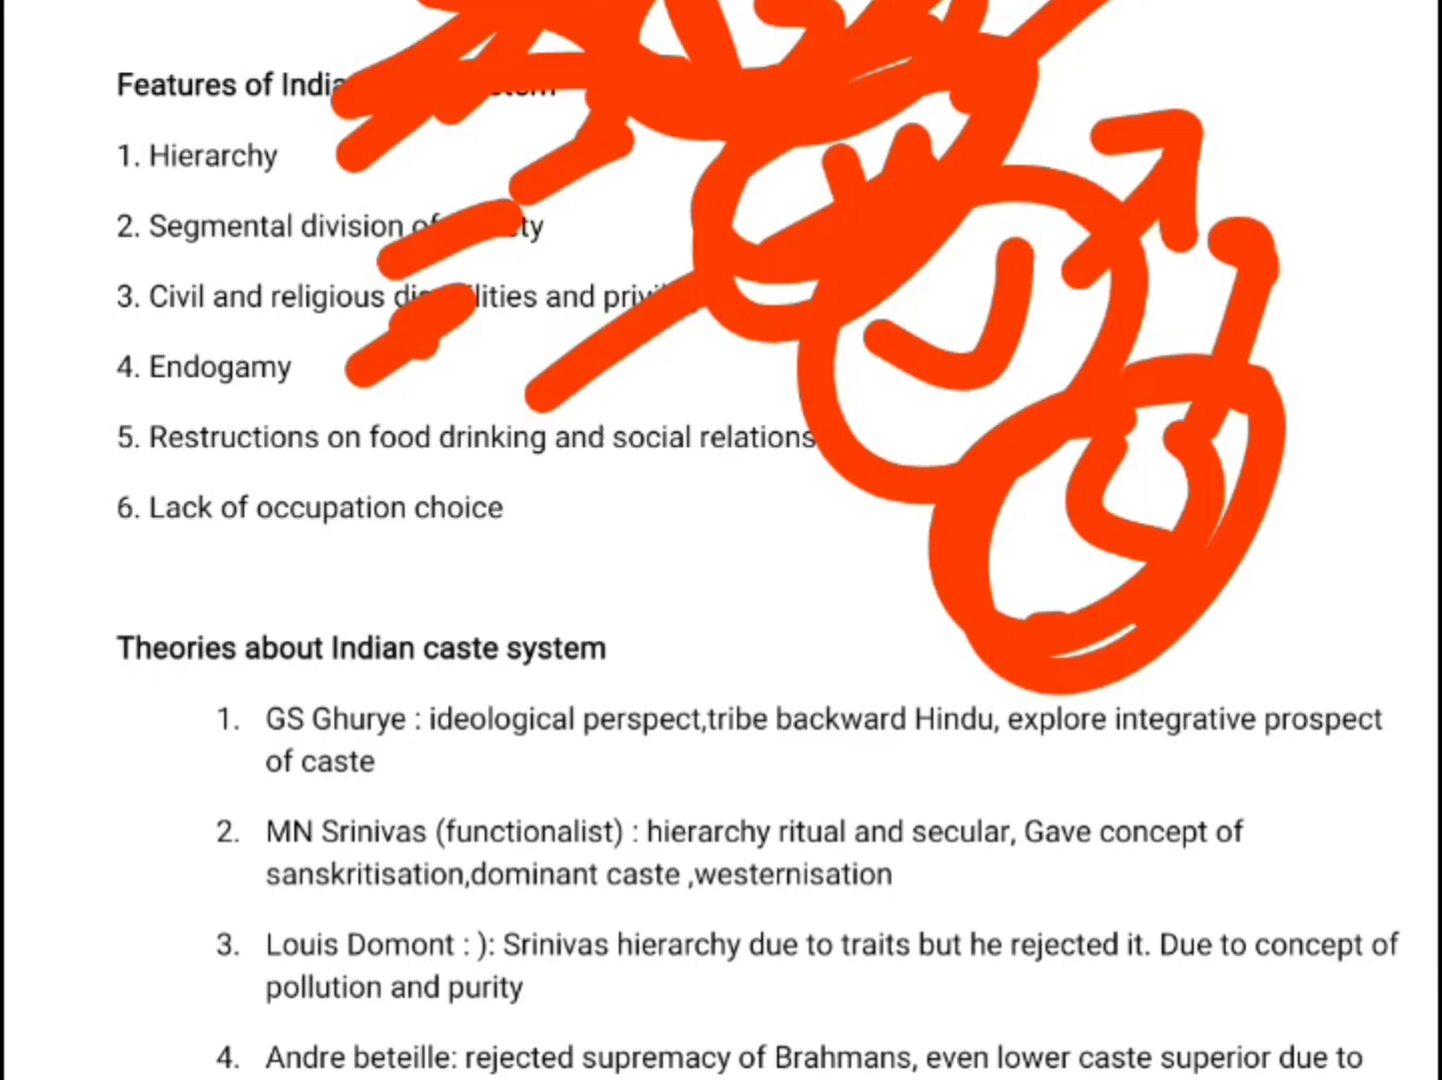 Features of India
1. Hierarchy
2. Segmental division of ty
3. Civil and religious lities and
4. Endogamy
5. Restructions on food drinking and social relations
6. Lack of occupation choice
Theories about Indian caste system
1. GS Ghurye : ideological perspect,tribe backward Hindu, explore integrative prospect
of caste
2. MN Srinivas (functionalist) : hierarchy ritual and secular, Gave concept of
sanskritisation,dominant caste ,westernisation
3. Louis Domont : ): Srinivas hierarchy due to traits but he rejected it. Due to concept of
pollution and purity
4. Andre beteille: rejected supremacy of Brahmans, even lower caste superior due to